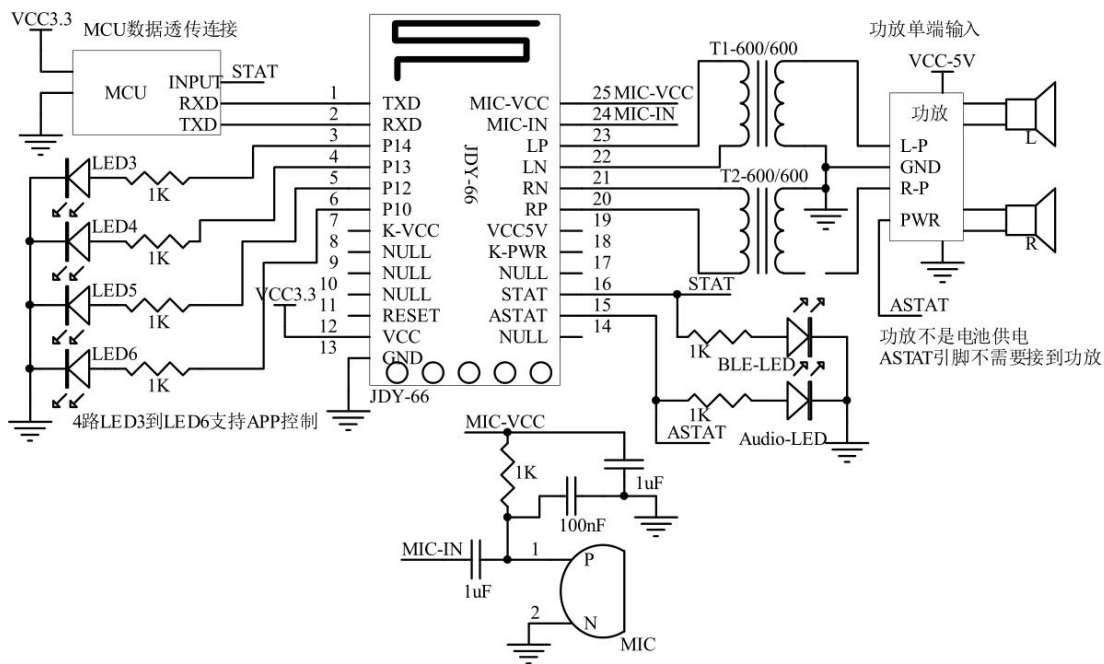 VCC3.3
MCU数据透传连接
MCU
INPUT
STAT
RXD
TXD
LED3
1K
LED4
1K
LED5
1K
LED6
1K
4路LED3到LED6支持APP控制
VCC3.3
1
2
3
4
5
6
7
8
9
10
11
12
13
TXD
RXD
P14
P13
P12
P10
K-VCC
NULL
NULL
NULL
RESET
VCC
GND
JDY-66
JDY-66
MIC-VCC
MIC-IN
LP
LN
RN
RP
VCC5V
K-PWR
NULL
STAT
ASTAT
NULL
25
24
23
22
21
20
19
18
17
16
15
14
MIC-VCC
MIC-IN
T1-600/600
T2-600/600
STAT
1K
BLE-LED
1K
ASTAT
Audio-LED
功放单端输入
VCC-5V
功放
L-P
GND
R-P
PWR
L
R
ASTAT
功放不是电池供电
ASTAT引脚不需要接到功放
MIC-VCC
1K
1uF
100nF
MIC-IN
1uF
1
P
2
N
MIC